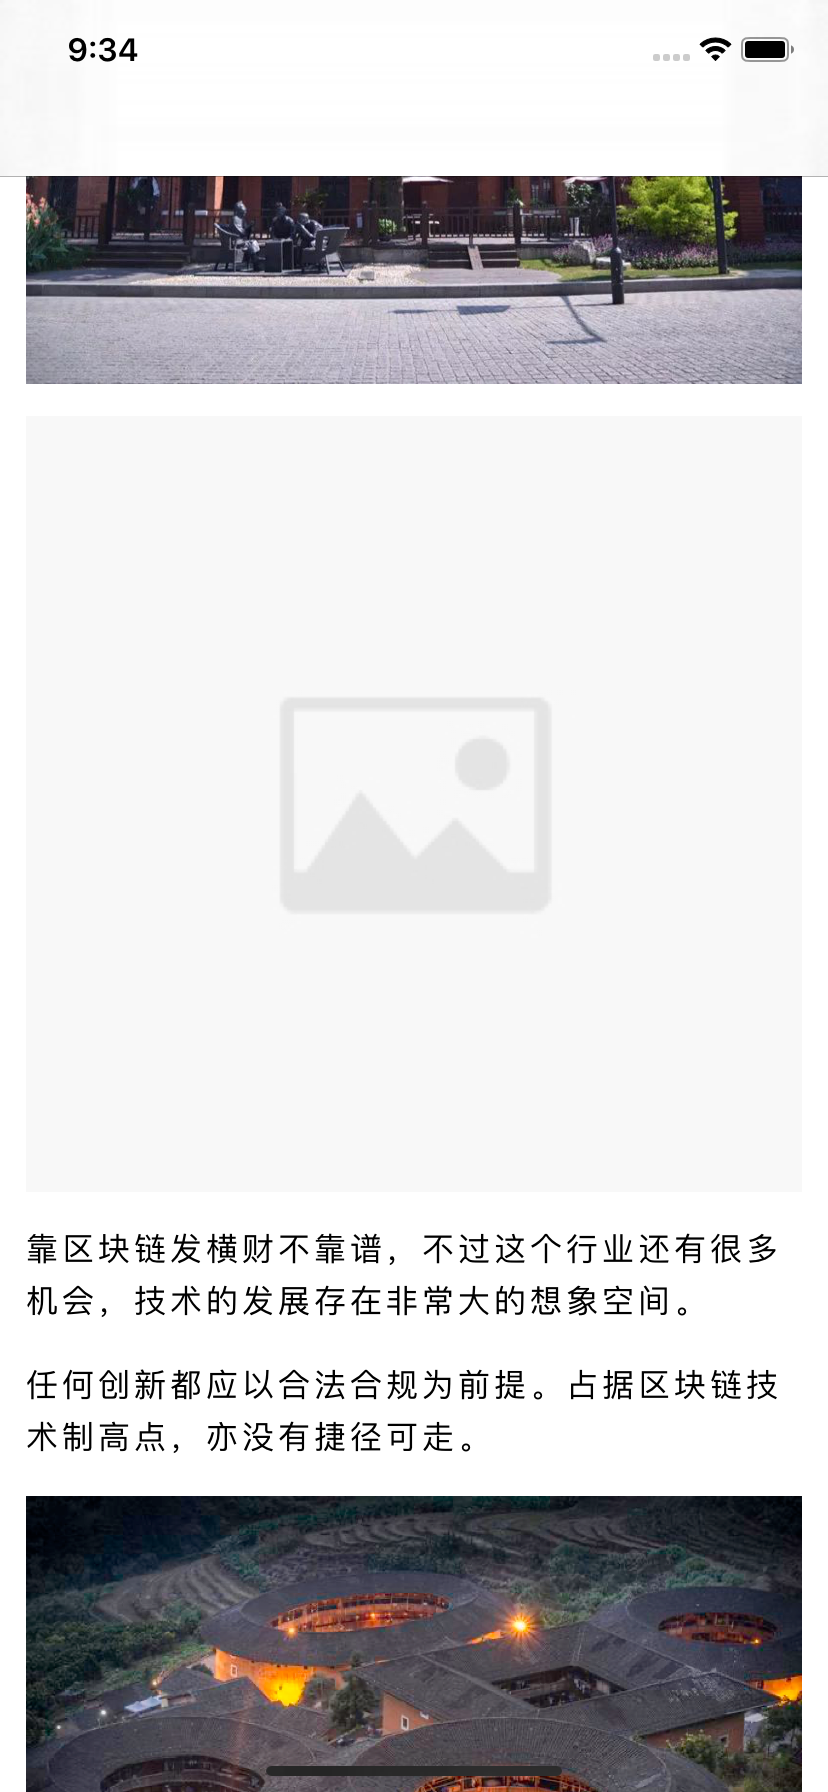 9:34
靠区块链发横财不靠谱，不过这个行业还有很多
机会，技术的发展存在非常大的想象空间。
任何创新都应以合法合规为前提。占据区块链技
术制高点，亦没有捷径可走。